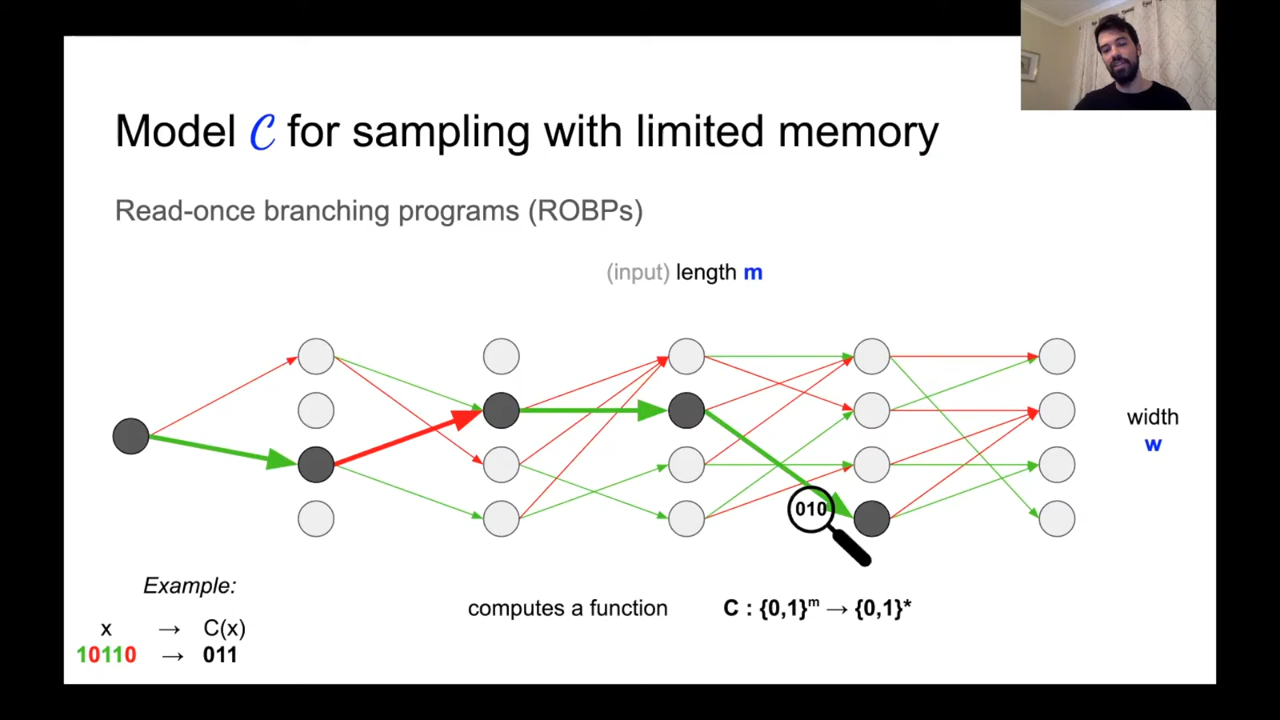 Model 𝒞 for sampling with limited memory
Read-once branching programs (ROBPs)
(input) length m
width
w
010
Example:
x → C(x)
10110 → 011
computes a function C : {0,1}ᵐ → {0,1}*